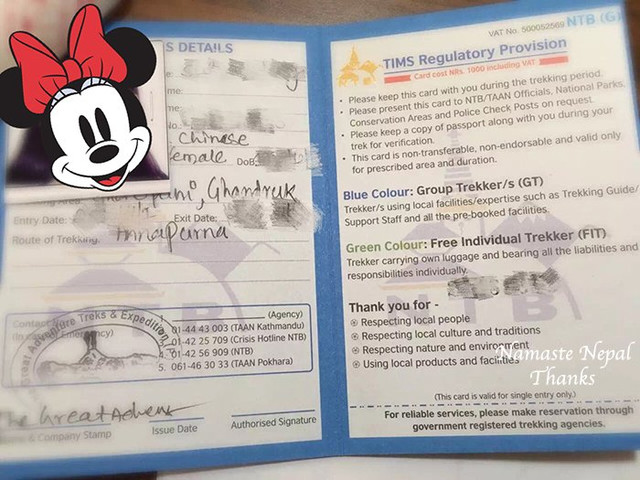 S DETAILS
No.
Chinese
female DoB
Ghandruk
Entry Date: Exit Date:
Route of Trekking: Annapurna
(Agency)
01-44 43 003 (TAAN Kathmandu)
01-42 25 709 (Crisis Hotline NTB)
4. 01-42 56 909 (NTB)
5. 061-46 30 33 (TAAN Pokhara)
Treks & Expedition
The Great Adven
& Company Stamp Issue Date Authorised Signature
VAT No. 500052569 NTB (G)
TIMS Regulatory Provision
Card cost NRs. 1000 including VAT
• Please keep this card with you during the trekking period.
• Please present this card to NTB/TAAN Officials, National Parks,
Conservation Areas and Police Check Posts on request.
• Please keep a copy of passport along with you during your
trek for verification.
• This card is non-transferable, non-endorsable and valid only
for prescribed area and duration.
Blue Colour: Group Trekker/s (GT)
Trekker/s using local facilities/expertise such as Trekking Guide/
Support Staff and all the pre-booked facilities.
Green Colour: Free Individual Trekker (FIT)
Trekker carrying own luggage and bearing all the liabilities and
responsibilities individually.
NTB
Thank you for -
Respecting local people
Respecting local culture and traditions
Respecting nature and environment
Using local products and facilities
Namaste Nepal
Thanks
(This card is valid for single entry only.)
For reliable services, please make reservation through
government registered trekking agencies.